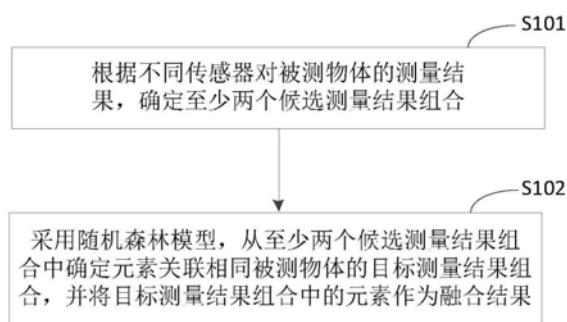 S101
根据不同传感器对被测物体的测量结
果，确定至少两个候选测量结果组合
S102
采用随机森林模型，从至少两个候选测量结果组
合中确定元素关联相同被测物体的目标测量结果组
合，并将目标测量结果组合中的元素作为融合结果